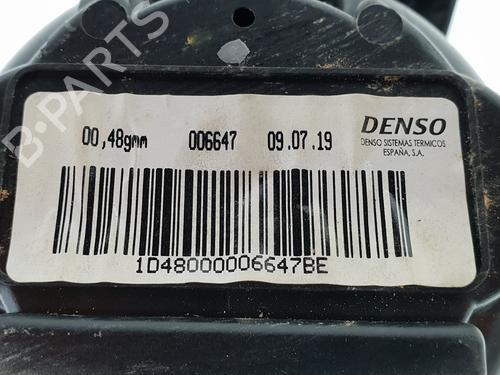 00,48gmm 006647 09.07.19 DENSO
DENSO SISTEMAS TERMICOS
ESPAÑA, S.A.
1D48000006647BE
B-PARTS